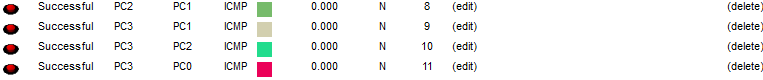 Successful PC2 PC1 ICMP 0.000 N 8 (edit) (delete)
Successful PC3 PC1 ICMP 0.000 N 9 (edit) (delete)
Successful PC3 PC2 ICMP 0.000 N 10 (edit) (delete)
Successful PC3 PC0 ICMP 0.000 N 11 (edit) (delete)